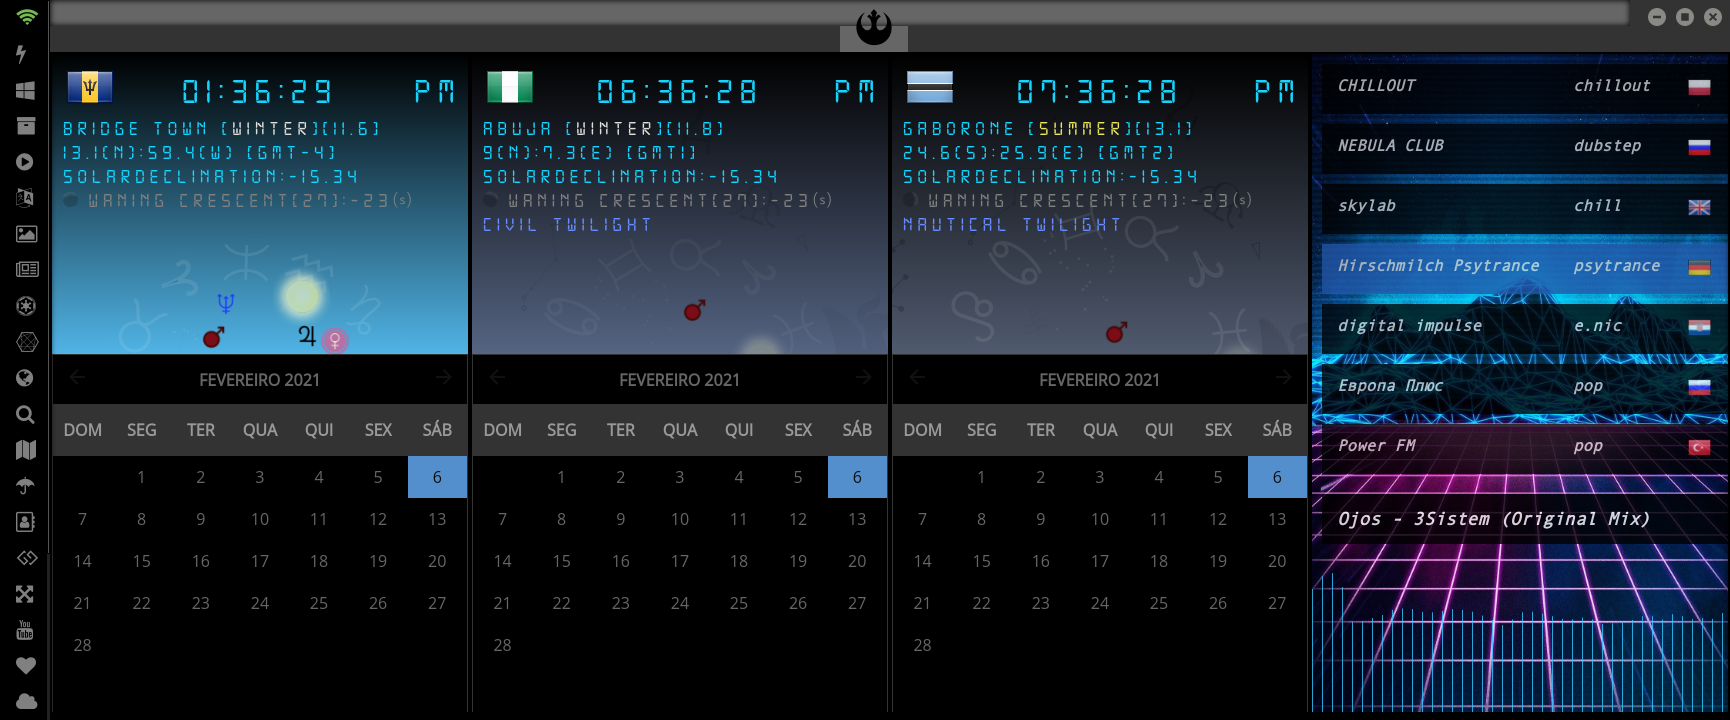 01:36:29 PM
BRIDGE TOWN [WINTER][11.6]
13.1(N):59.4(W) [GMT-4]
SOLARDECLINATION:-15.34
WANING CRESCENT[27]:-23(s)
FEVEREIRO 2021
DOM SEG TER QUA QUI SEX SÁB
1 2 3 4 5 6
7 8 9 10 11 12 13
14 15 16 17 18 19 20
21 22 23 24 25 26 27
28
06:36:28 PM
ABUJA [WINTER][11.8]
9(N):7.3(E) [GMT1]
SOLARDECLINATION:-15.34
WANING CRESCENT[27]:-23(s)
CIVIL TWILIGHT
FEVEREIRO 2021
DOM SEG TER QUA QUI SEX SÁB
1 2 3 4 5 6
7 8 9 10 11 12 13
14 15 16 17 18 19 20
21 22 23 24 25 26 27
28
07:36:28 PM
GABORONE [SUMMER][13.1]
24.6(S):25.9(E) [GMT2]
SOLARDECLINATION:-15.34
WANING CRESCENT[27]:-23(s)
NAUTICAL TWILIGHT
FEVEREIRO 2021
DOM SEG TER QUA QUI SEX SÁB
1 2 3 4 5 6
7 8 9 10 11 12 13
14 15 16 17 18 19 20
21 22 23 24 25 26 27
28
CHILLOUT chillout
NEBULA CLUB dubstep
skylab chill
Hirschmilch Psytrance psytrance
digital impulse e.nic
Европа Плюс pop
Power FM pop
Ojos - 3Sistem (Original Mix)
You
Tube